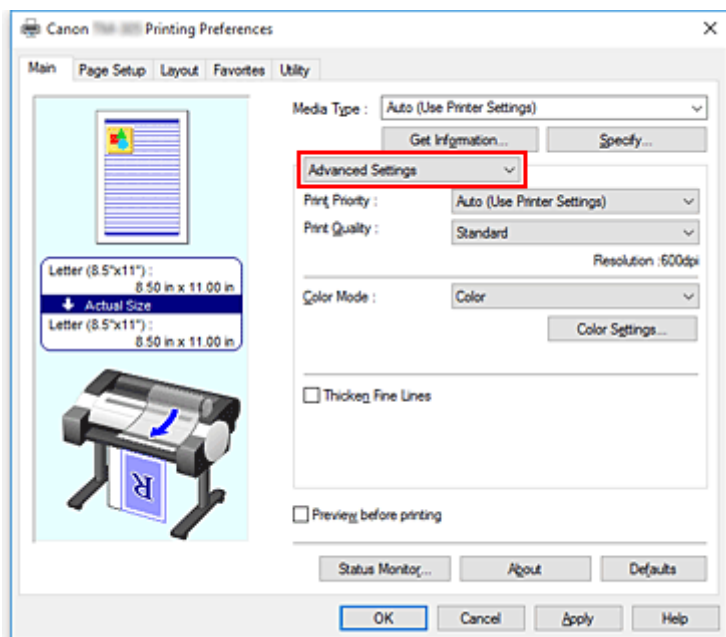 Canon Printing Preferences
Main Page Setup Layout Favorites Utility
Media Type : Auto (Use Printer Settings)
Get Information... Specify...
Advanced Settings
Print Priority : Auto (Use Printer Settings)
Print Quality : Standard
Resolution :600dpi
Letter (8.5"x11") :
8.50 in x 11.00 in
Actual Size
Letter (8.5"x11") :
8.50 in x 11.00 in
Color Mode : Color
Color Settings...
Thicken Fine Lines
R
Preview before printing
Status Monitor... About Defaults
OK Cancel Apply Help